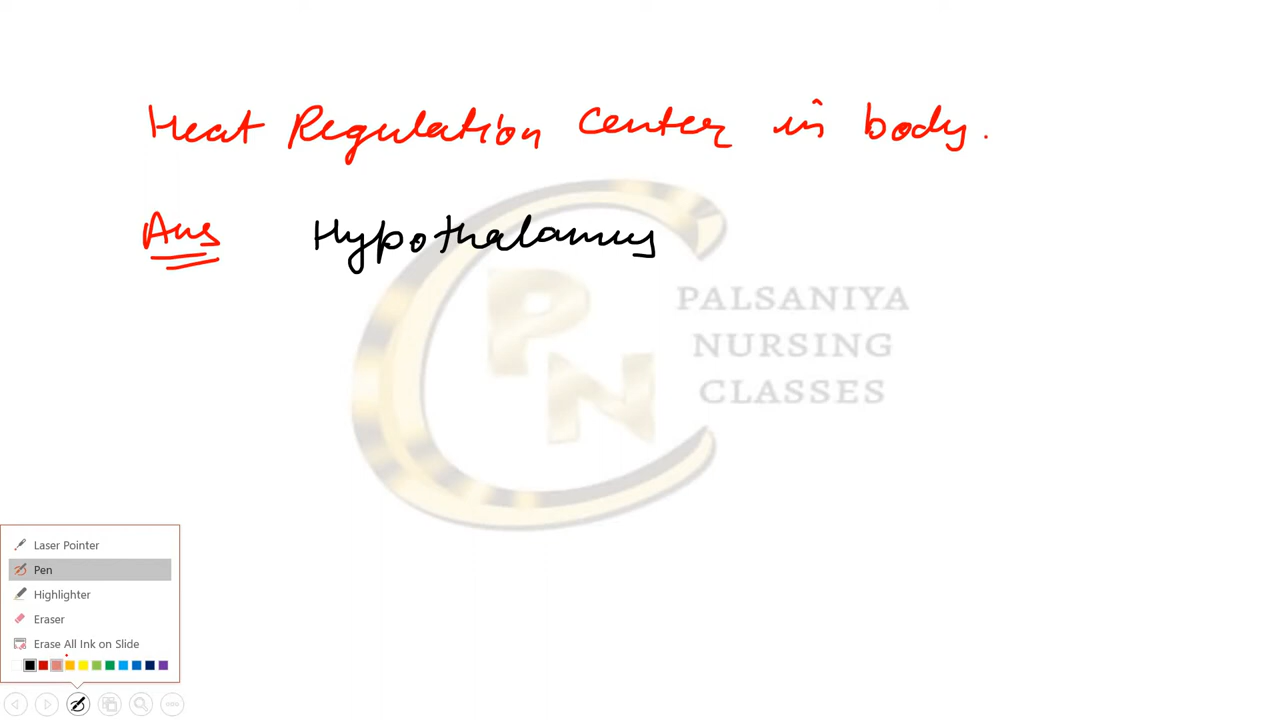 Heat Regulation Center in body.
Ans Hypothalamus
PN
PALSANIYA
NURSING
CLASSES
Laser Pointer
Pen
Highlighter
Eraser
Erase All Ink on Slide